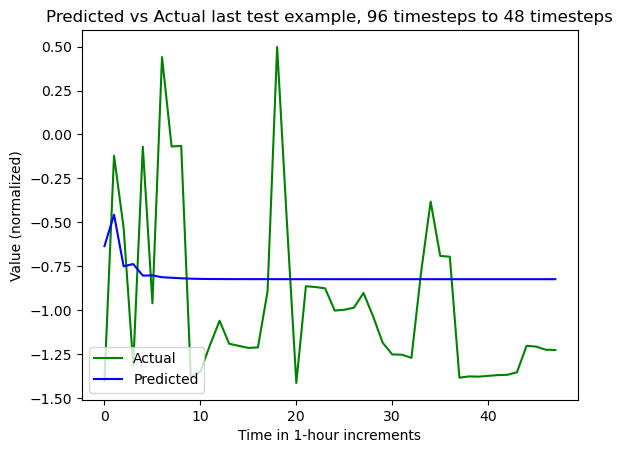 Predicted vs Actual last test example, 96 timesteps to 48 timesteps
Value (normalized)
0.50
0.25
0.00
−0.25
−0.50
−0.75
−1.00
−1.25
−1.50
Actual
Predicted
0 10 20 30 40
Time in 1-hour increments